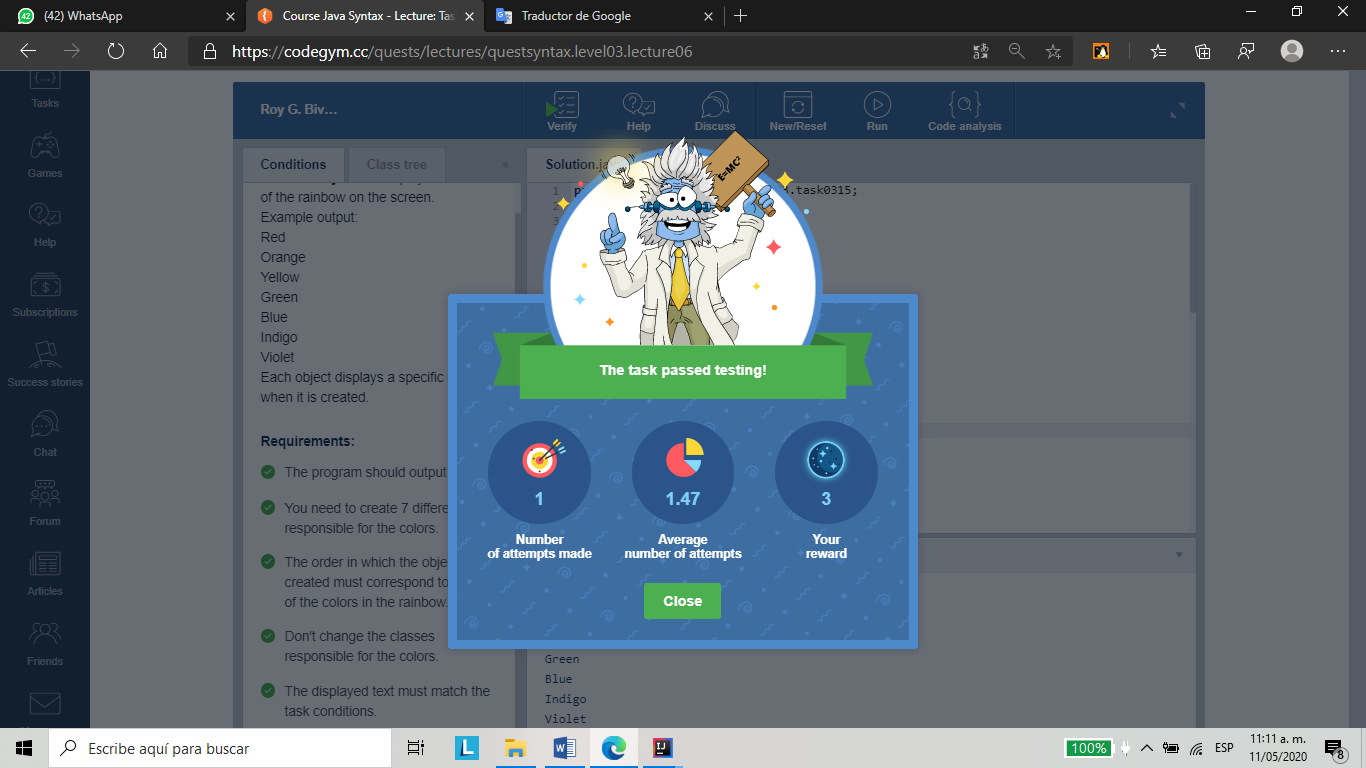 (42) WhatsApp
Course Java Syntax - Lecture: Tas
Traductor de Google
https://codegym.cc/quests/lectures/questsyntax.level03.lecture06
Tasks
Games
Help
Subscriptions
Success stories
Chat
Forum
Articles
Friends
Roy G. Biv...
Verify
Help
Discuss
New/Reset
Run
Code analysis
Conditions
Class tree
Solution.ja
of the rainbow on the screen.
Example output:
Red
Orange
Yellow
Green
Blue
Indigo
Violet
Each object displays a specific
when it is created.
Requirements:
The program should output
You need to create 7 differe
responsible for the colors.
The order in which the obje
created must correspond to
of the colors in the rainbow.
Don't change the classes
responsible for the colors.
The displayed text must match the
task conditions.
1 p .task0315;
2
3
E=MC²
The task passed testing!
1
Number
of attempts made
1.47
Average
number of attempts
3
Your
reward
Close
Green
Blue
Indigo
Violet
Escribe aquí para buscar
L
W
IJ
100%
ESP
11:11 a. m.
11/05/2020
8